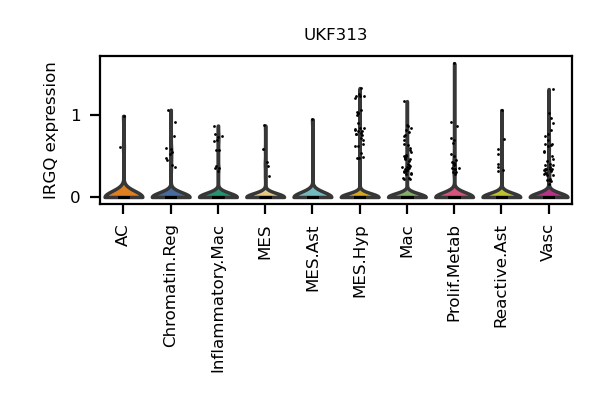 UKF313
IRGQ expression
1
0
AC
Chromatin.Reg
Inflammatory.Mac
MES
MES.Ast
MES.Hyp
Mac
Prolif.Metab
Reactive.Ast
Vasc